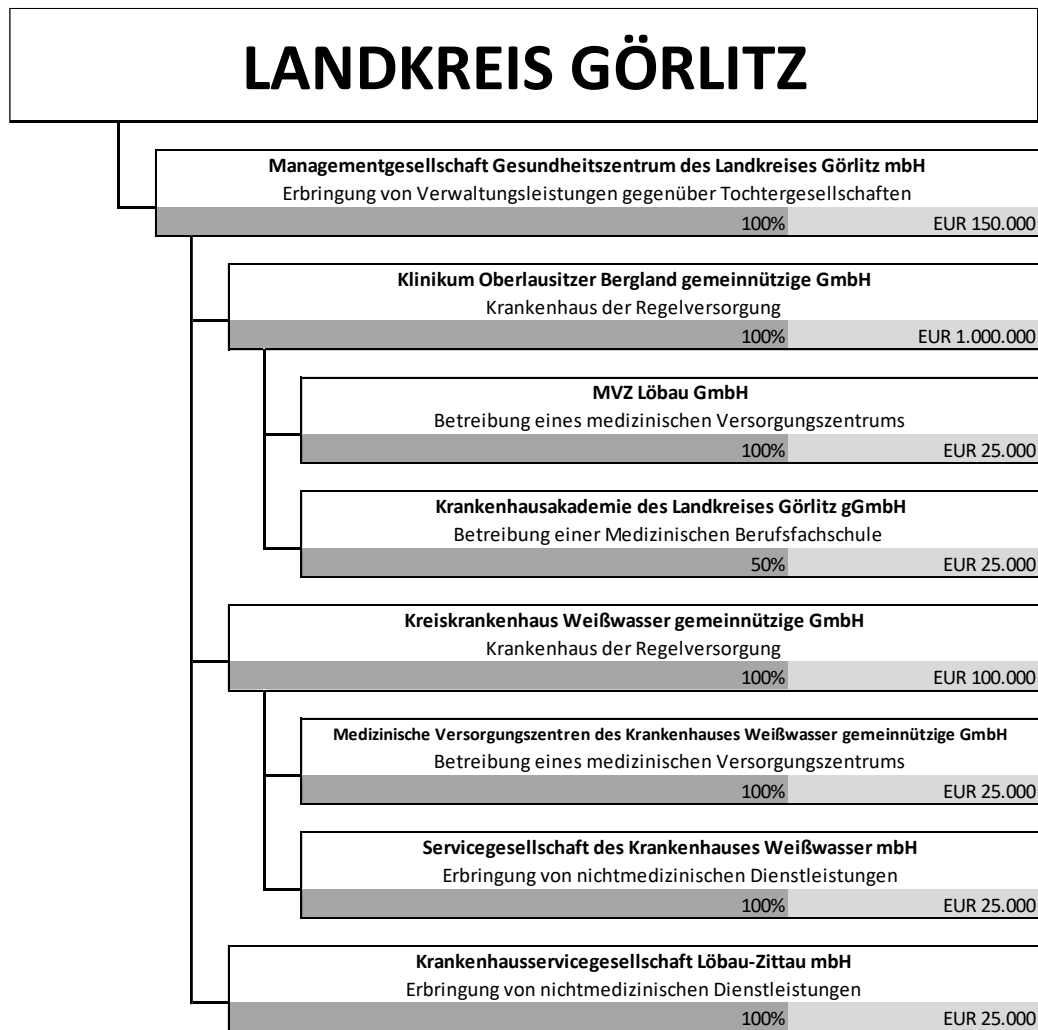 LANDKREIS GÖRLITZ
Managementgesellschaft Gesundheitszentrum des Landkreises Görlitz mbH
Erbringung von Verwaltungsleistungen gegenüber Tochtergesellschaften
100% EUR 150.000
Klinikum Oberlausitzer Bergland gemeinnützige GmbH
Krankenhaus der Regelversorgung
100% EUR 1.000.000
MVZ Löbau GmbH
Betreibung eines medizinischen Versorgungszentrums
100% EUR 25.000
Krankenhausakademie des Landkreises Görlitz gGmbH
Betreibung einer Medizinischen Berufsfachschule
50% EUR 25.000
Kreiskrankenhaus Weißwasser gemeinnützige GmbH
Krankenhaus der Regelversorgung
100% EUR 100.000
Medizinische Versorgungszentren des Krankenhauses Weißwasser gemeinnützige GmbH
Betreibung eines medizinischen Versorgungszentrums
100% EUR 25.000
Servicegesellschaft des Krankenhauses Weißwasser mbH
Erbringung von nichtmedizinischen Dienstleistungen
100% EUR 25.000
Krankenhausservicegesellschaft Löbau-Zittau mbH
Erbringung von nichtmedizinischen Dienstleistungen
100% EUR 25.000